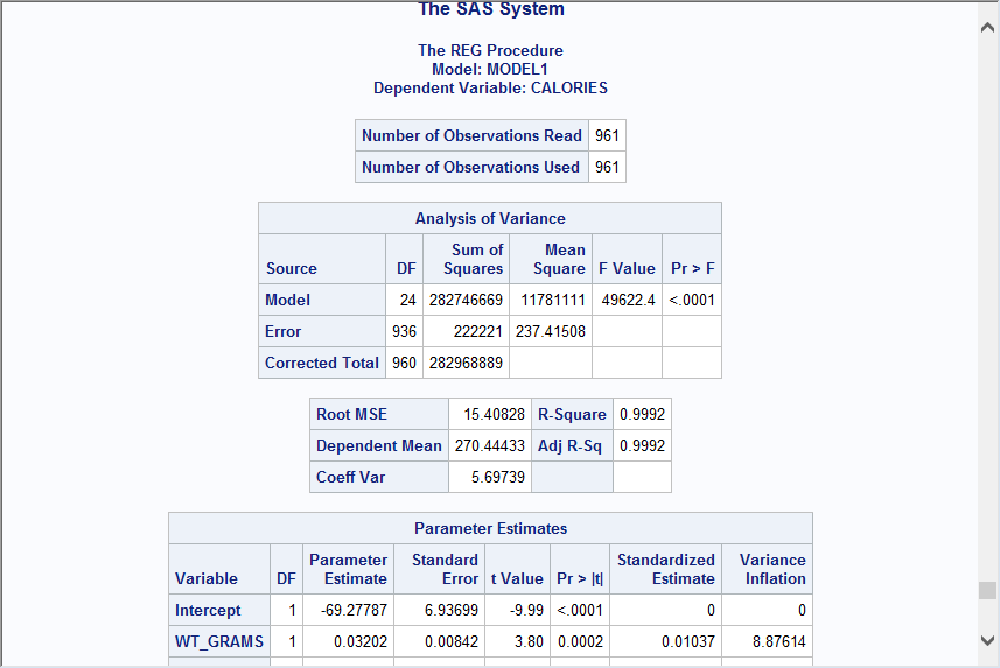 The SAS System
The REG Procedure
Model: MODEL1
Dependent Variable: CALORIES
Number of Observations Read 961
Number of Observations Used 961
Analysis of Variance
Source DF Sum of Squares Mean Square F Value Pr > F
Model 24 282746669 11781111 49622.4 <.0001
Error 936 222221 237.41508
Corrected Total 960 282968889
Root MSE 15.40828 R-Square 0.9992
Dependent Mean 270.44433 Adj R-Sq 0.9992
Coeff Var 5.69739
Parameter Estimates
Variable DF Parameter Estimate Standard Error t Value Pr > |t| Standardized Estimate Variance Inflation
Intercept 1 -69.27787 6.93699 -9.99 <.0001 0 0
WT_GRAMS 1 0.03202 0.00842 3.80 0.0002 0.01037 8.87614